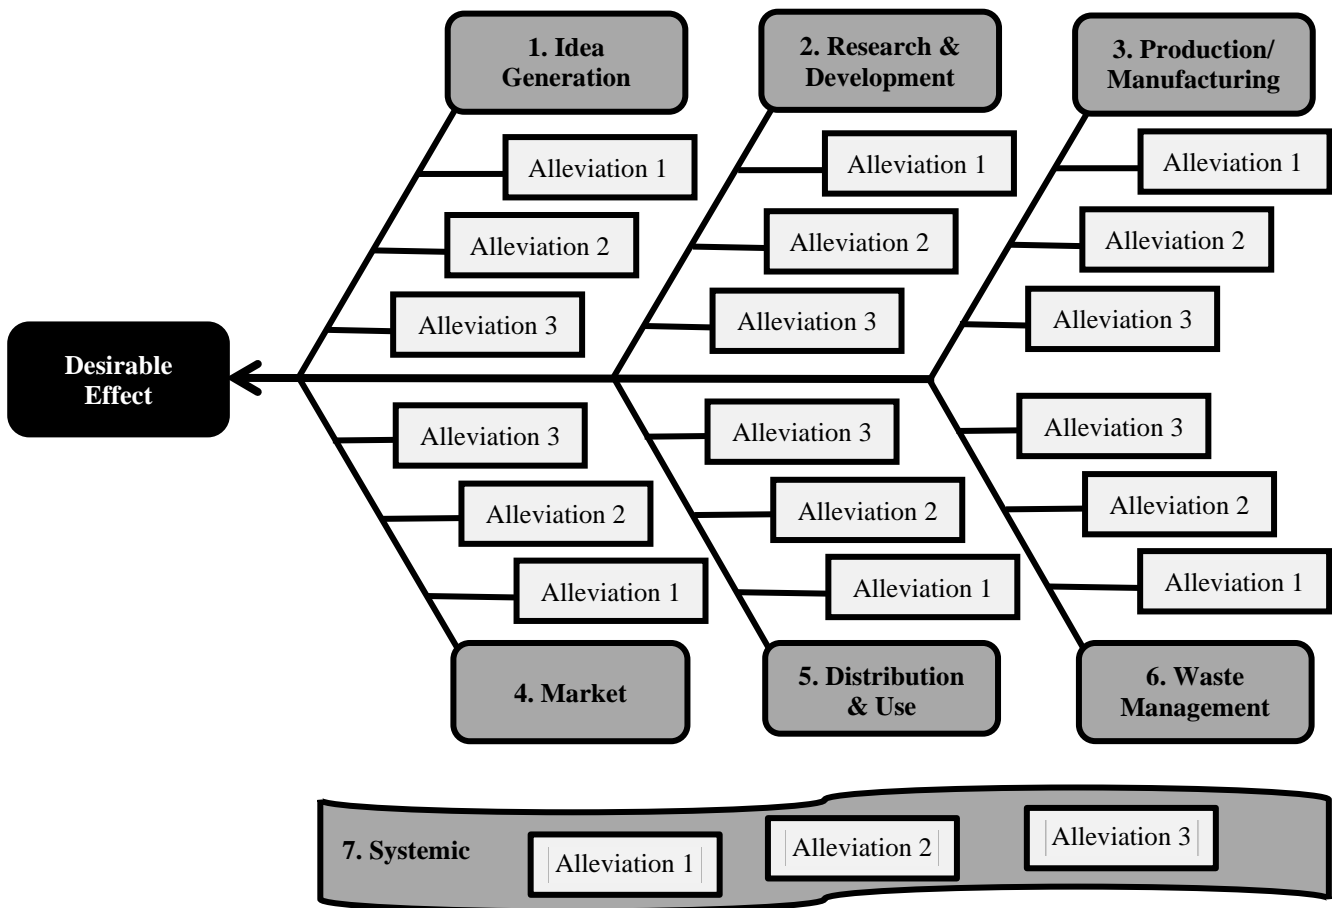 1. Idea
Generation
2. Research &
Development
3. Production/
Manufacturing
Alleviation 1
Alleviation 1
Alleviation 1
Alleviation 2
Alleviation 2
Alleviation 2
Alleviation 3
Alleviation 3
Alleviation 3
Desirable
Effect
Alleviation 3
Alleviation 3
Alleviation 3
Alleviation 2
Alleviation 2
Alleviation 2
Alleviation 1
Alleviation 1
Alleviation 1
4. Market
5. Distribution
& Use
6. Waste
Management
7. Systemic
Alleviation 1
Alleviation 2
Alleviation 3